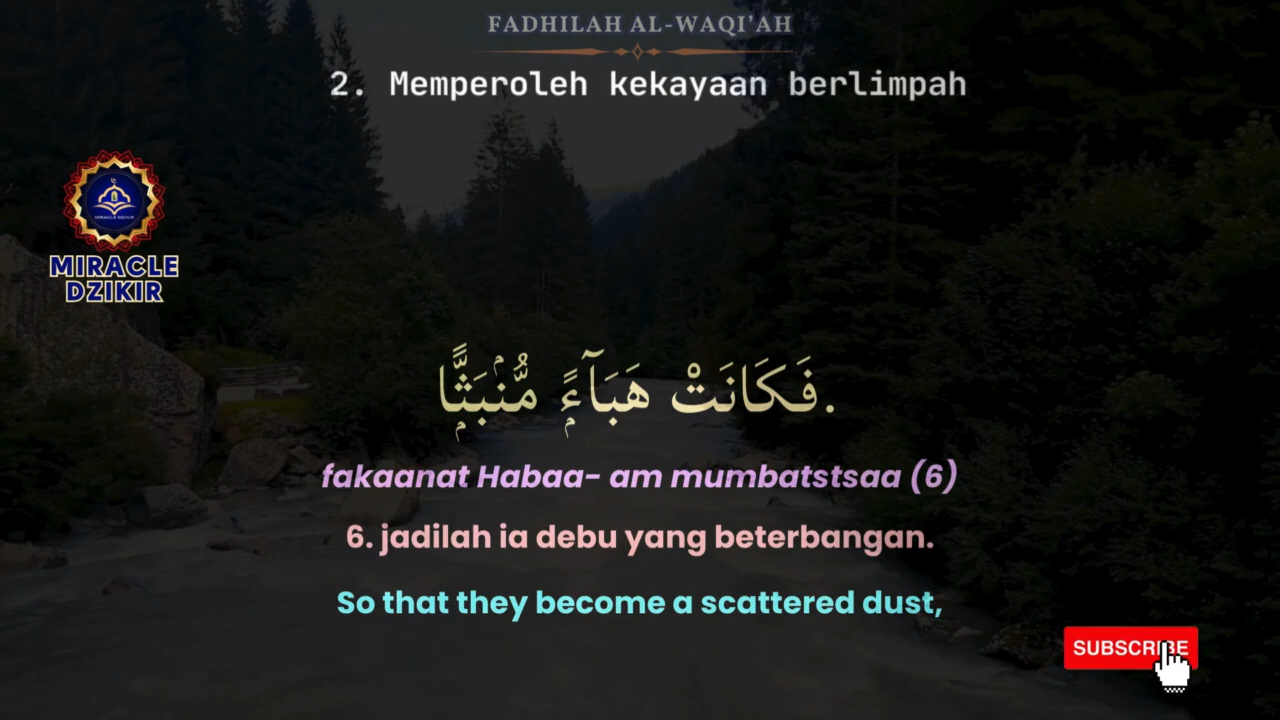 FADHILAH AL-WAQI'AH
2. Memperoleh kekayaan berlimpah
MIRACLE
DZIKIR
فَكَانَتْ هَبَآءً مُّنْۢبَثًّا.
fakaanat Habaa- am mumbatstsaa (6)
6. jadilah ia debu yang beterbangan.
So that they become a scattered dust,
SUBSCRIBE